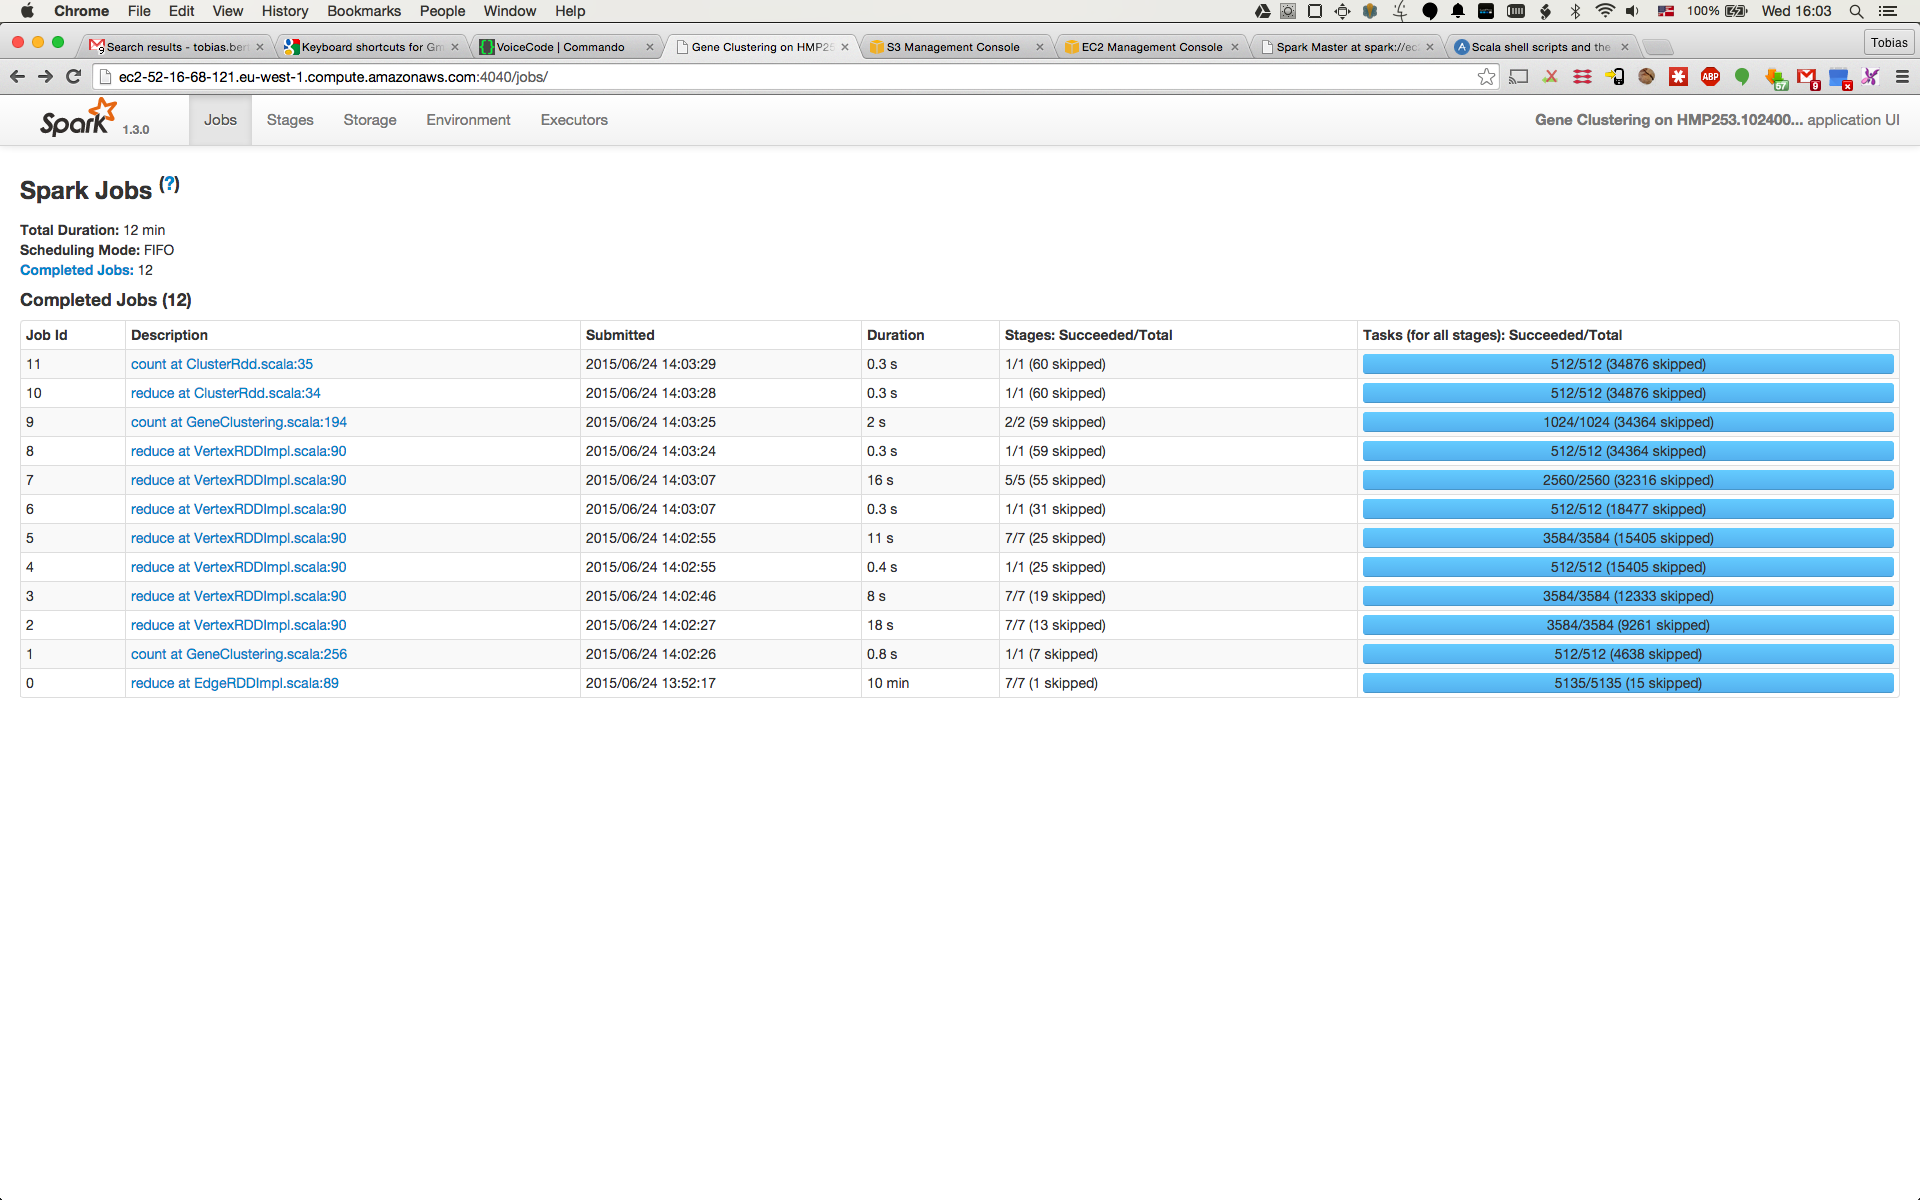 Chrome File Edit View History Bookmarks People Window Help 100% Wed 16:03
Search results - tobias.ber Keyboard shortcuts for Gm VoiceCode | Commando Gene Clustering on HMP25 S3 Management Console EC2 Management Console Spark Master at spark://ec Scala shell scripts and the Tobias
ec2-52-16-68-121.eu-west-1.compute.amazonaws.com:4040/jobs/ ABP 67 9
Spark 1.3.0 Jobs Stages Storage Environment Executors Gene Clustering on HMP253.102400... application UI
Spark Jobs (?)
Total Duration: 12 min
Scheduling Mode: FIFO
Completed Jobs: 12
Completed Jobs (12)
Job Id Description Submitted Duration Stages: Succeeded/Total Tasks (for all stages): Succeeded/Total
11 count at ClusterRdd.scala:35 2015/06/24 14:03:29 0.3 s 1/1 (60 skipped) 512/512 (34876 skipped)
10 reduce at ClusterRdd.scala:34 2015/06/24 14:03:28 0.3 s 1/1 (60 skipped) 512/512 (34876 skipped)
9 count at GeneClustering.scala:194 2015/06/24 14:03:25 2 s 2/2 (59 skipped) 1024/1024 (34364 skipped)
8 reduce at VertexRDDImpl.scala:90 2015/06/24 14:03:24 0.3 s 1/1 (59 skipped) 512/512 (34364 skipped)
7 reduce at VertexRDDImpl.scala:90 2015/06/24 14:03:07 16 s 5/5 (55 skipped) 2560/2560 (32316 skipped)
6 reduce at VertexRDDImpl.scala:90 2015/06/24 14:03:07 0.3 s 1/1 (31 skipped) 512/512 (18477 skipped)
5 reduce at VertexRDDImpl.scala:90 2015/06/24 14:02:55 11 s 7/7 (25 skipped) 3584/3584 (15405 skipped)
4 reduce at VertexRDDImpl.scala:90 2015/06/24 14:02:55 0.4 s 1/1 (25 skipped) 512/512 (15405 skipped)
3 reduce at VertexRDDImpl.scala:90 2015/06/24 14:02:46 8 s 7/7 (19 skipped) 3584/3584 (12333 skipped)
2 reduce at VertexRDDImpl.scala:90 2015/06/24 14:02:27 18 s 7/7 (13 skipped) 3584/3584 (9261 skipped)
1 count at GeneClustering.scala:256 2015/06/24 14:02:26 0.8 s 1/1 (7 skipped) 512/512 (4638 skipped)
0 reduce at EdgeRDDImpl.scala:89 2015/06/24 13:52:17 10 min 7/7 (1 skipped) 5135/5135 (15 skipped)